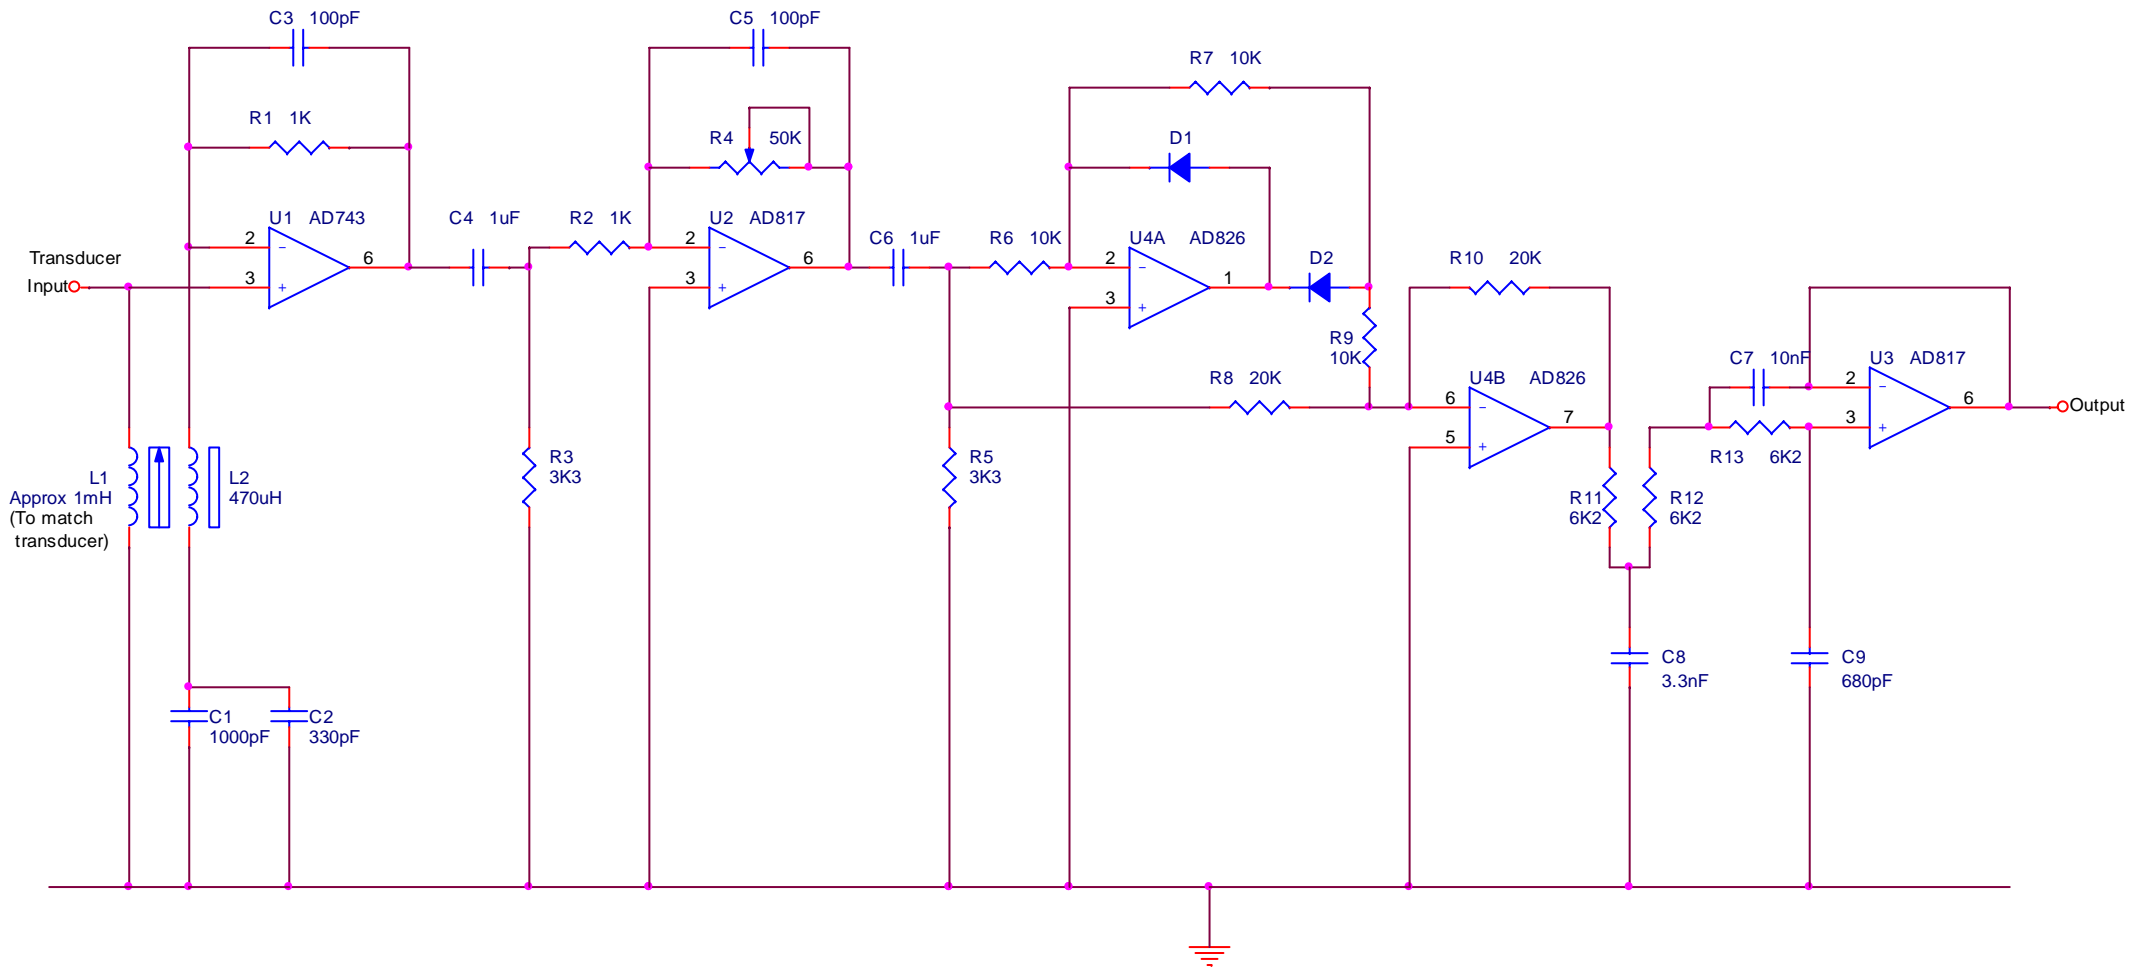 C3 100pF
C5 100pF
R7 10K
R1 1K
R4 50K
D1
U1 AD743
C4 1uF
R2 1K
U2 AD817
C6 1uF
R6 10K
U4A AD826
D2
R10 20K
2
−
3
+
6
2
−
3
+
6
2
−
3
+
1
Transducer
Input
R9
10K
R8 20K
U4B AD826
6
−
5
+
7
C7 10nF
U3 AD817
2
−
3
+
6
Output
R13 6K2
L1
Approx 1mH
(To match
transducer)
L2
470uH
R3
3K3
R5
3K3
R11
6K2
R12
6K2
C8
3.3nF
C9
680pF
C1
1000pF
C2
330pF